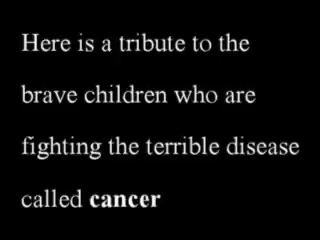 Here is a tribute to the
brave children who are
fighting the terrible disease
called cancer